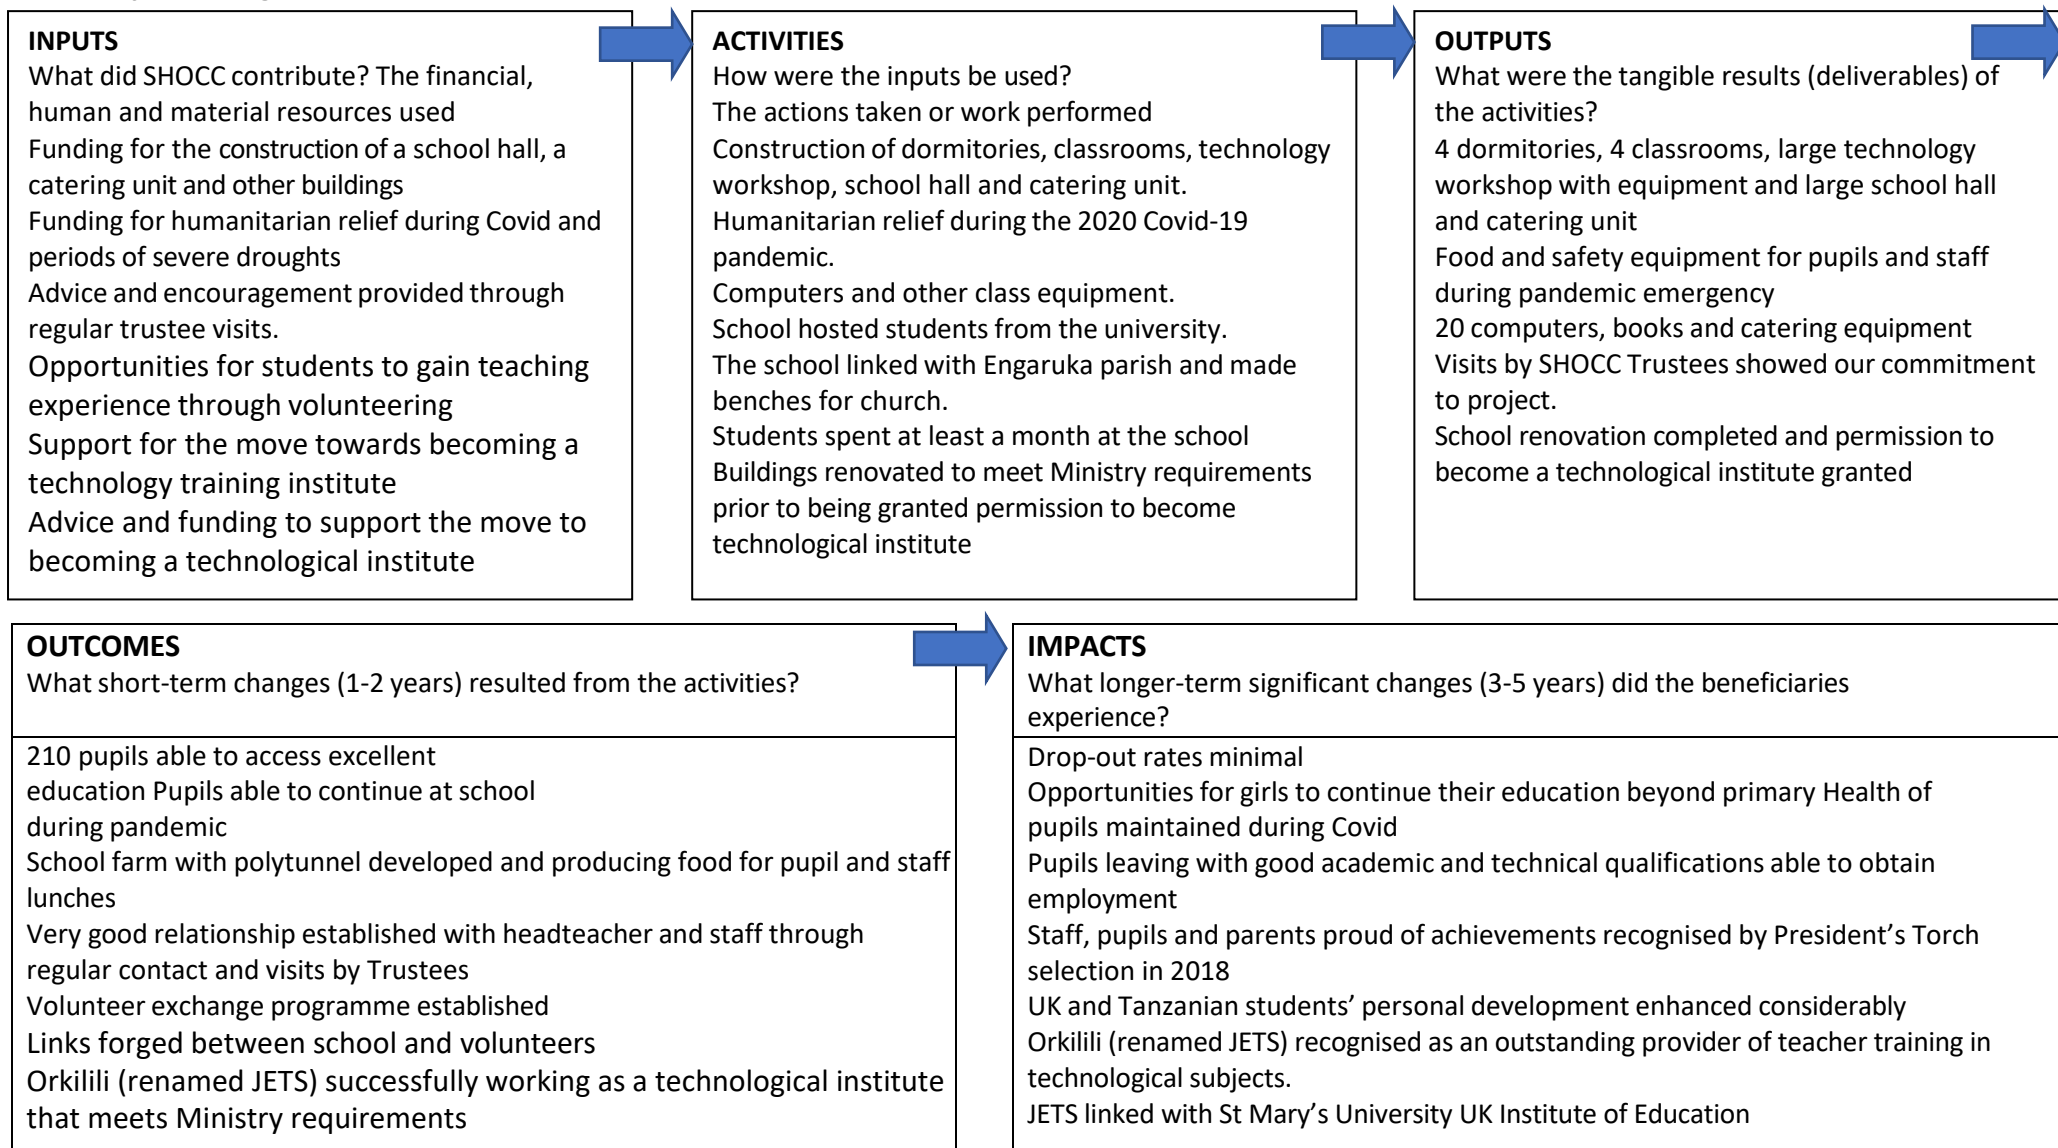 INPUTS
What did SHOCC contribute? The financial,
human and material resources used
Funding for the construction of a school hall, a
catering unit and other buildings
Funding for humanitarian relief during Covid and
periods of severe droughts
Advice and encouragement provided through
regular trustee visits.
Opportunities for students to gain teaching
experience through volunteering
Support for the move towards becoming a
technology training institute
Advice and funding to support the move to
becoming a technological institute
ACTIVITIES
How were the inputs be used?
The actions taken or work performed
Construction of dormitories, classrooms, technology
workshop, school hall and catering unit.
Humanitarian relief during the 2020 Covid-19
pandemic.
Computers and other class equipment.
School hosted students from the university.
The school linked with Engaruka parish and made
benches for church.
Students spent at least a month at the school
Buildings renovated to meet Ministry requirements
prior to being granted permission to become
technological institute
OUTPUTS
What were the tangible results (deliverables) of
the activities?
4 dormitories, 4 classrooms, large technology
workshop with equipment and large school hall
and catering unit
Food and safety equipment for pupils and staff
during pandemic emergency
20 computers, books and catering equipment
Visits by SHOCC Trustees showed our commitment
to project.
School renovation completed and permission to
become a technological institute granted
OUTCOMES
What short-term changes (1-2 years) resulted from the activities?
210 pupils able to access excellent
education Pupils able to continue at school
during pandemic
School farm with polytunnel developed and producing food for pupil and staff
lunches
Very good relationship established with headteacher and staff through
regular contact and visits by Trustees
Volunteer exchange programme established
Links forged between school and volunteers
Orkilili (renamed JETS) successfully working as a technological institute
that meets Ministry requirements
IMPACTS
What longer-term significant changes (3-5 years) did the beneficiaries
experience?
Drop-out rates minimal
Opportunities for girls to continue their education beyond primary Health of
pupils maintained during Covid
Pupils leaving with good academic and technical qualifications able to obtain
employment
Staff, pupils and parents proud of achievements recognised by President’s Torch
selection in 2018
UK and Tanzanian students’ personal development enhanced considerably
Orkilili (renamed JETS) recognised as an outstanding provider of teacher training in
technological subjects.
JETS linked with St Mary’s University UK Institute of Education